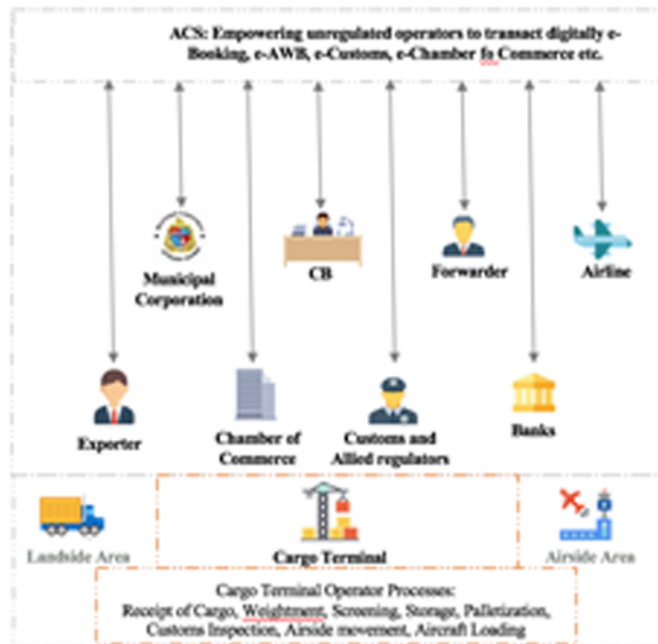 ACS: Empowering unregulated operators to transact digitally e-
Booking, e-AWB, e-Customs, e-Chamber fo Commerce etc.
Municipal
Corporation
CB
Forwarder
Airline
Exporter
Chamber of
Commerce
Customs and
Allied regulators
Banks
Landside Area
Cargo Terminal
Airside Area
Cargo Terminal Operator Processes:
Receipt of Cargo, Weightment, Screening, Storage, Palletization,
Customs Inspection, Airside movement, Aircraft Loading